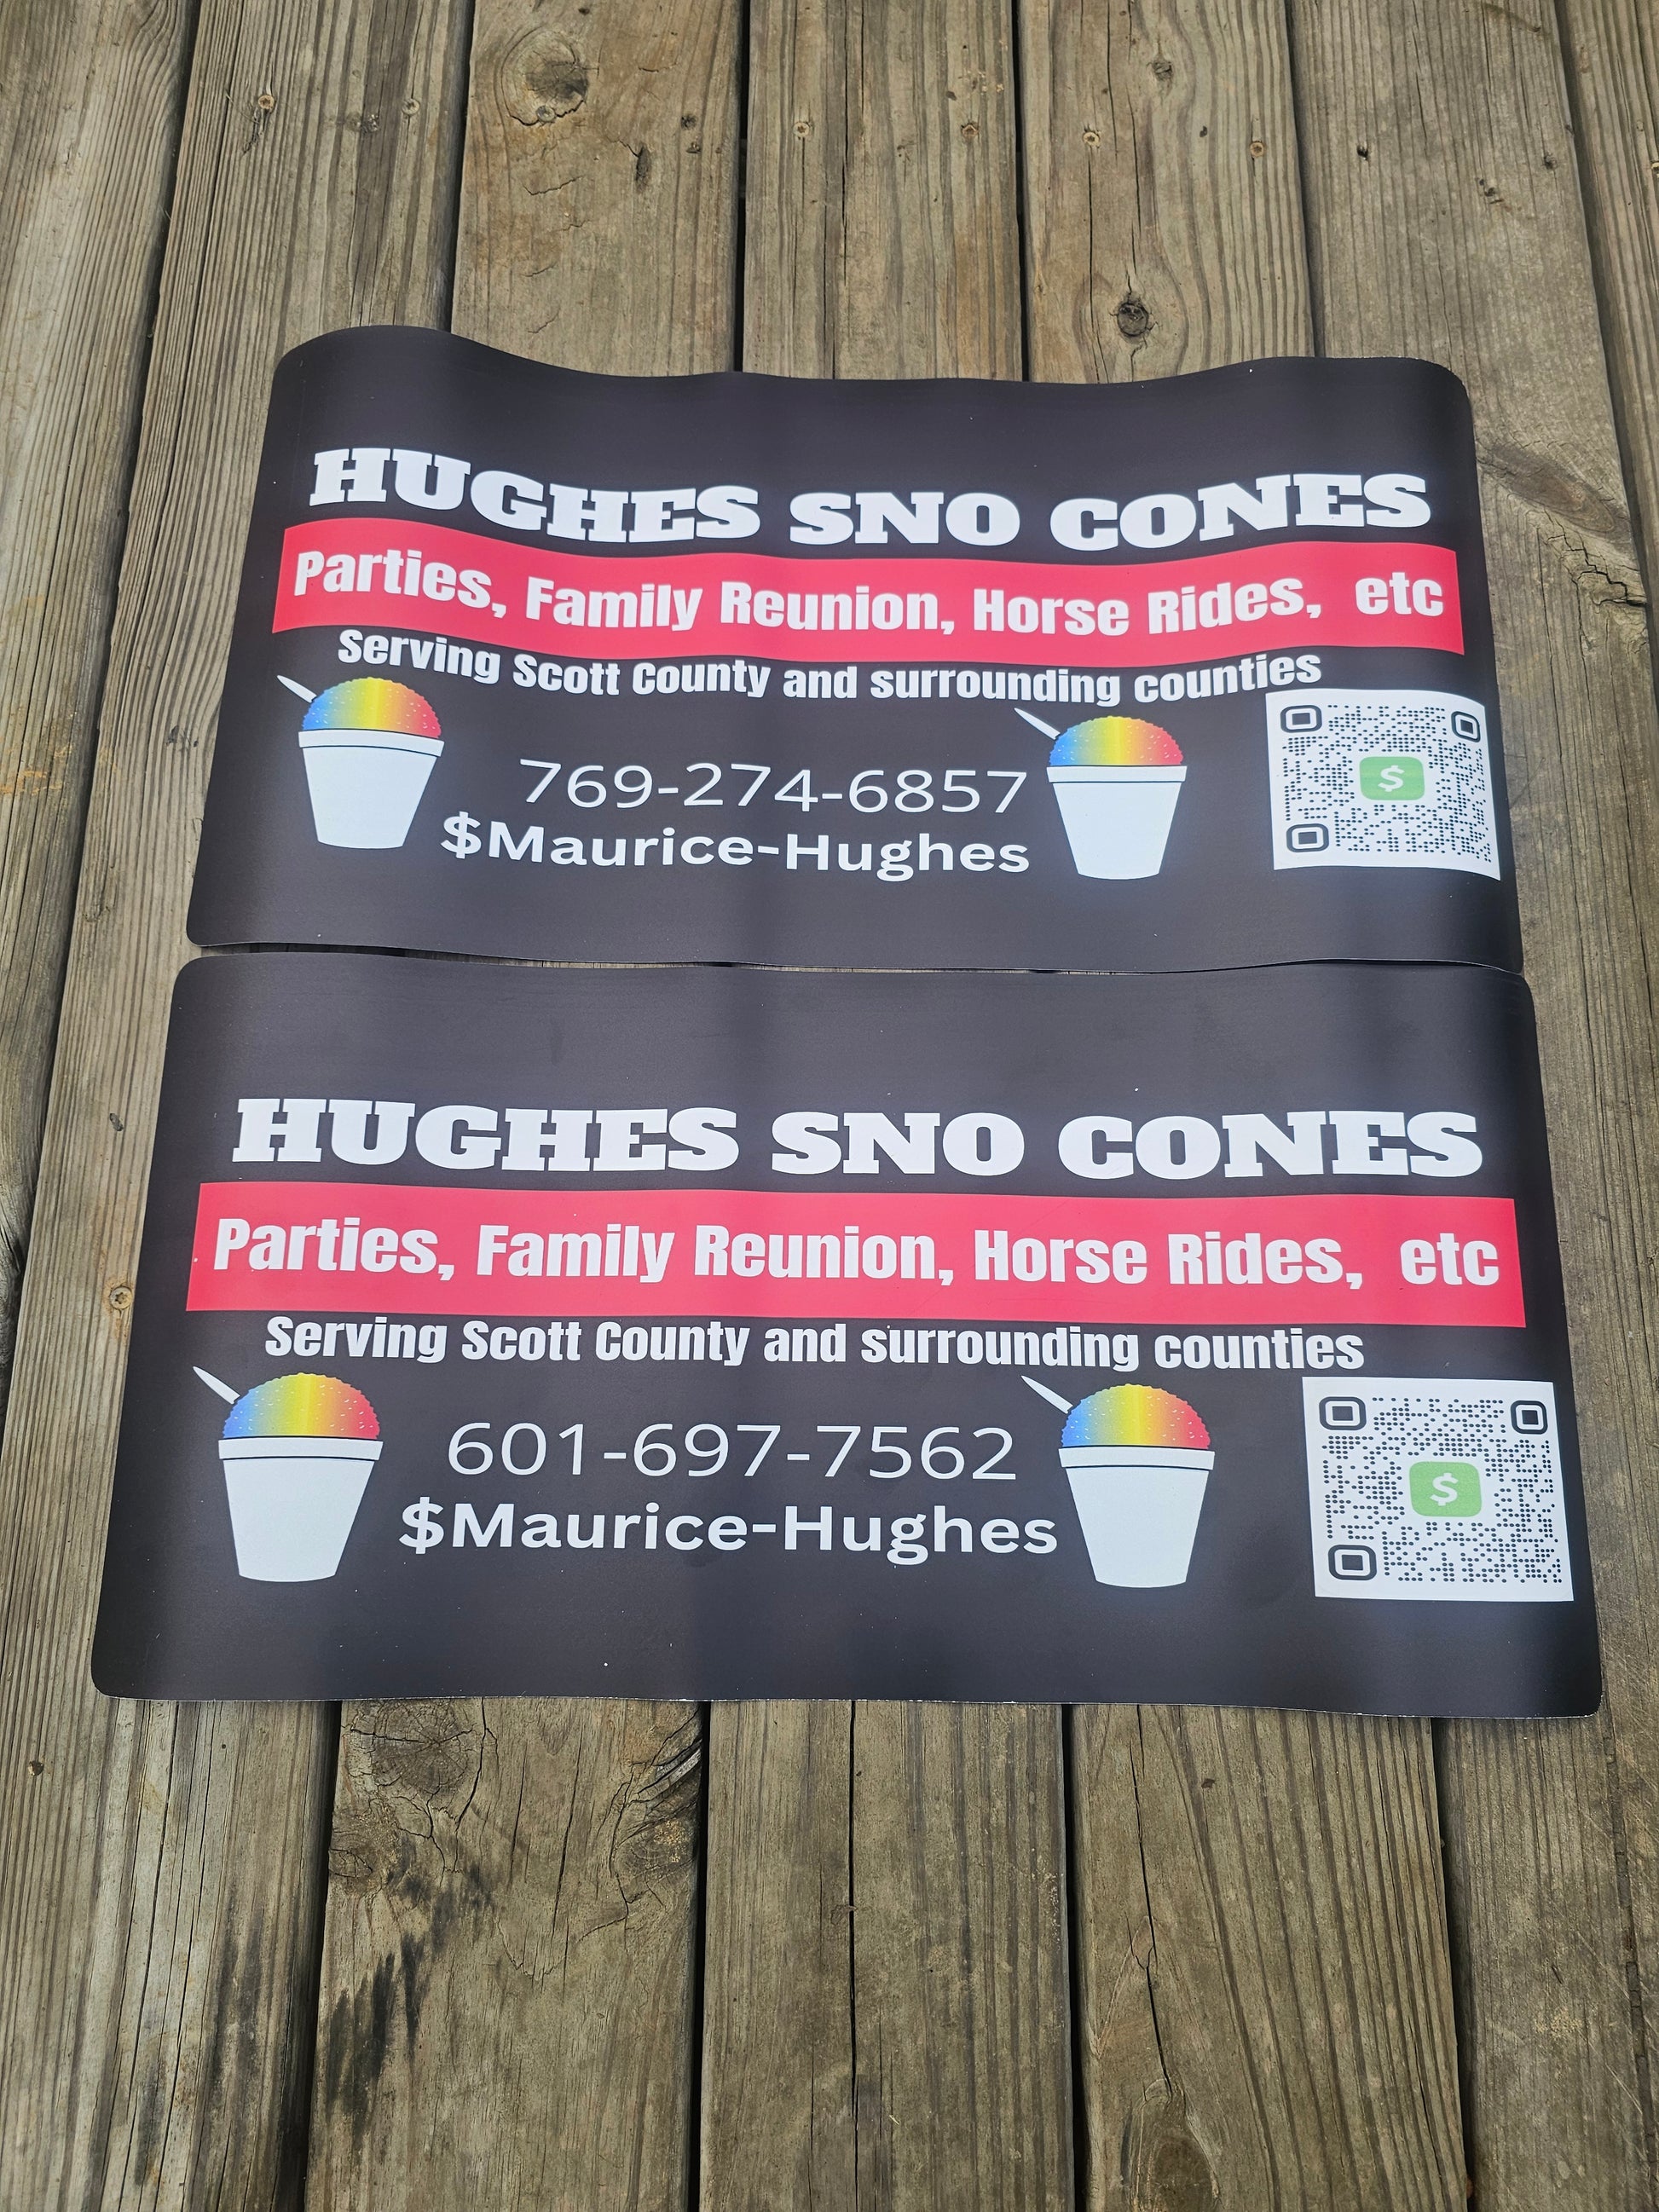 HUGHES SNO CONES
Parties, Family Reunion, Horse Rides, etc
Serving Scott County and surrounding counties
769-274-6857
$Maurice-Hughes
$
HUGHES SNO CONES
Parties, Family Reunion, Horse Rides, etc
Serving Scott County and surrounding counties
601-697-7562
$Maurice-Hughes
$